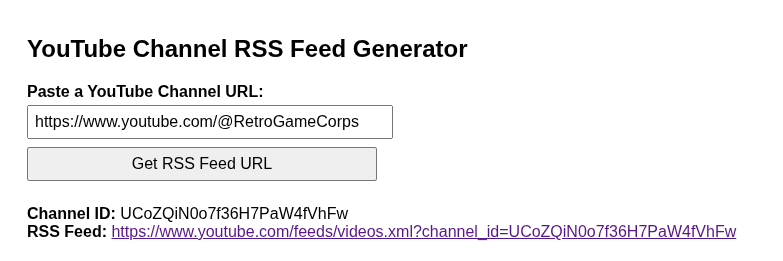 YouTube Channel RSS Feed Generator
Paste a YouTube Channel URL:
https://www.youtube.com/@RetroGameCorps
Get RSS Feed URL
Channel ID: UCoZQiN0o7f36H7PaW4fVhFw
RSS Feed: https://www.youtube.com/feeds/videos.xml?channel_id=UCoZQiN0o7f36H7PaW4fVhFw